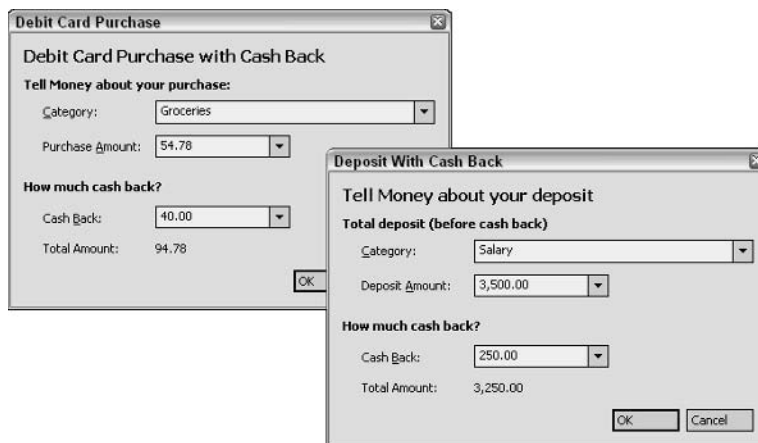 Debit Card Purchase
Debit Card Purchase with Cash Back
Tell Money about your purchase:
Category: Groceries
Purchase Amount: 54.78
How much cash back?
Cash Back: 40.00
Total Amount: 94.78
OK
Deposit With Cash Back
Tell Money about your deposit
Total deposit (before cash back)
Category: Salary
Deposit Amount: 3,500.00
How much cash back?
Cash Back: 250.00
Total Amount: 3,250.00
OK Cancel